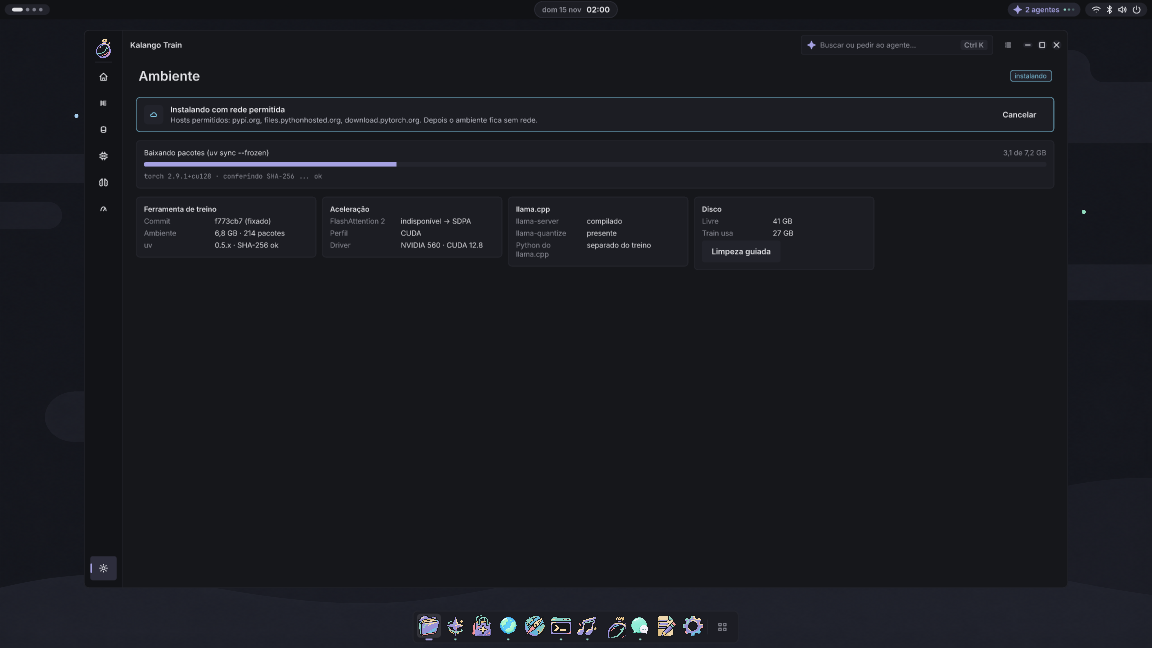 dom 15 nov 02:00
2 agentes
Kalango Train
Buscar ou pedir ao agente...
Ctrl K
Ambiente
instalando
Instalando com rede permitida
Hosts permitidos: pypi.org, files.pythonhosted.org, download.pytorch.org. Depois o ambiente fica sem rede.
Cancelar
Baixando pacotes (uv sync --frozen)
3,1 de 7,2 GB
torch 2.9.1+cu128 · conferindo SHA-256 ... ok
Ferramenta de treino
Commit f773cb7 (fixado)
Ambiente 6,8 GB · 214 pacotes
uv 0.5.x · SHA-256 ok
Aceleração
FlashAttention 2 indisponível → SDPA
Perfil CUDA
Driver NVIDIA 560 · CUDA 12.8
llama.cpp
llama-server compilado
llama-quantize presente
Python do separado do treino
llama.cpp
Disco
Livre 41 GB
Train usa 27 GB
Limpeza guiada